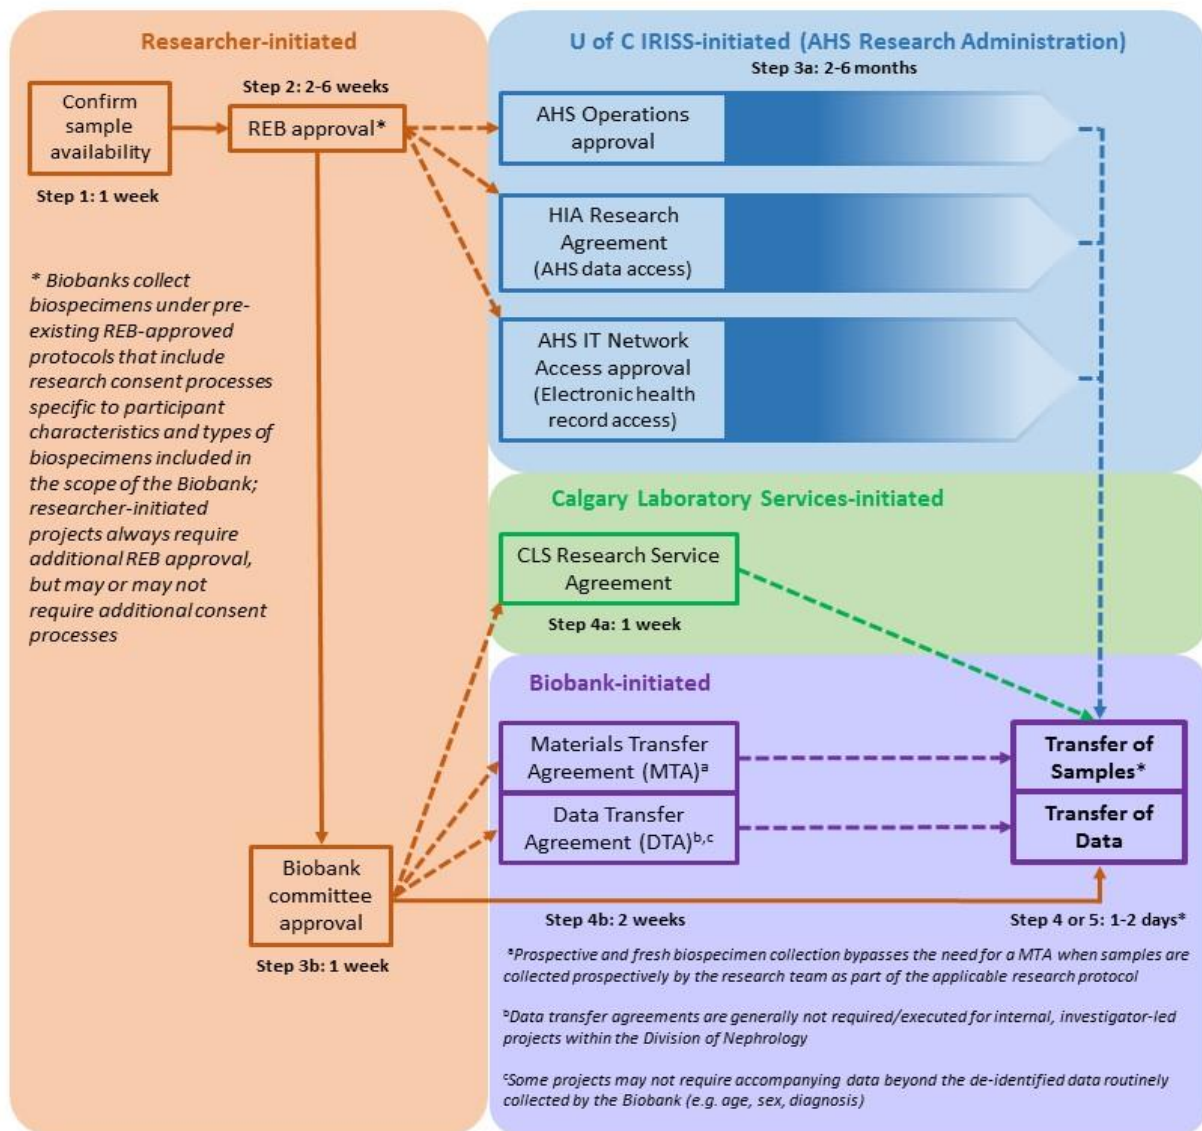 Researcher-initiated
Confirm
sample
availability
Step 1: 1 week
Step 2: 2-6 weeks
REB approval*
* Biobanks collect
biospecimens under pre-
existing REB-approved
protocols that include
research consent processes
specific to participant
characteristics and types of
biospecimens included in
the scope of the Biobank;
researcher-initiated
projects always require
additional REB approval,
but may or may not
require additional consent
processes
Biobank
committee
approval
Step 3b: 1 week
U of C IRISS-initiated (AHS Research Administration)
Step 3a: 2-6 months
AHS Operations
approval
HIA Research
Agreement
(AHS data access)
AHS IT Network
Access approval
(Electronic health
record access)
Calgary Laboratory Services-initiated
CLS Research Service
Agreement
Step 4a: 1 week
Biobank-initiated
Materials Transfer
Agreement (MTA)ᵃ
Data Transfer
Agreement (DTA)ᵇ,ᶜ
Transfer of
Samples*
Transfer of
Data
Step 4b: 2 weeks
Step 4 or 5: 1-2 days*
ᵃProspective and fresh biospecimen collection bypasses the need for a MTA when samples are
collected prospectively by the research team as part of the applicable research protocol
ᵇData transfer agreements are generally not required/executed for internal, investigator-led
projects within the Division of Nephrology
ᶜSome projects may not require accompanying data beyond the de-identified data routinely
collected by the Biobank (e.g. age, sex, diagnosis)